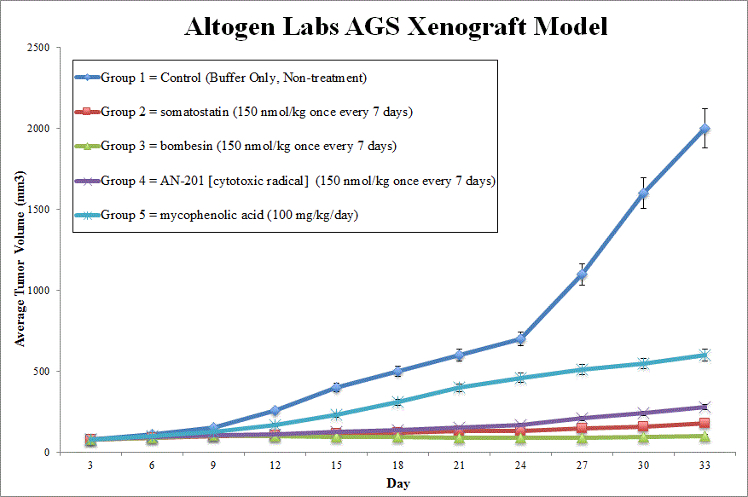 Altogen Labs AGS Xenograft Model
2500
2000
1500
1000
500
0
Average Tumor Volume (mm3)
Group 1 = Control (Buffer Only, Non-treatment)
Group 2 = somatostatin (150 nmol/kg once every 7 days)
Group 3 = bombesin (150 nmol/kg once every 7 days)
Group 4 = AN-201 [cytotoxic radical] (150 nmol/kg once every 7 days)
Group 5 = mycophenolic acid (100 mg/kg/day)
3 6 9 12 15 18 21 24 27 30 33
Day